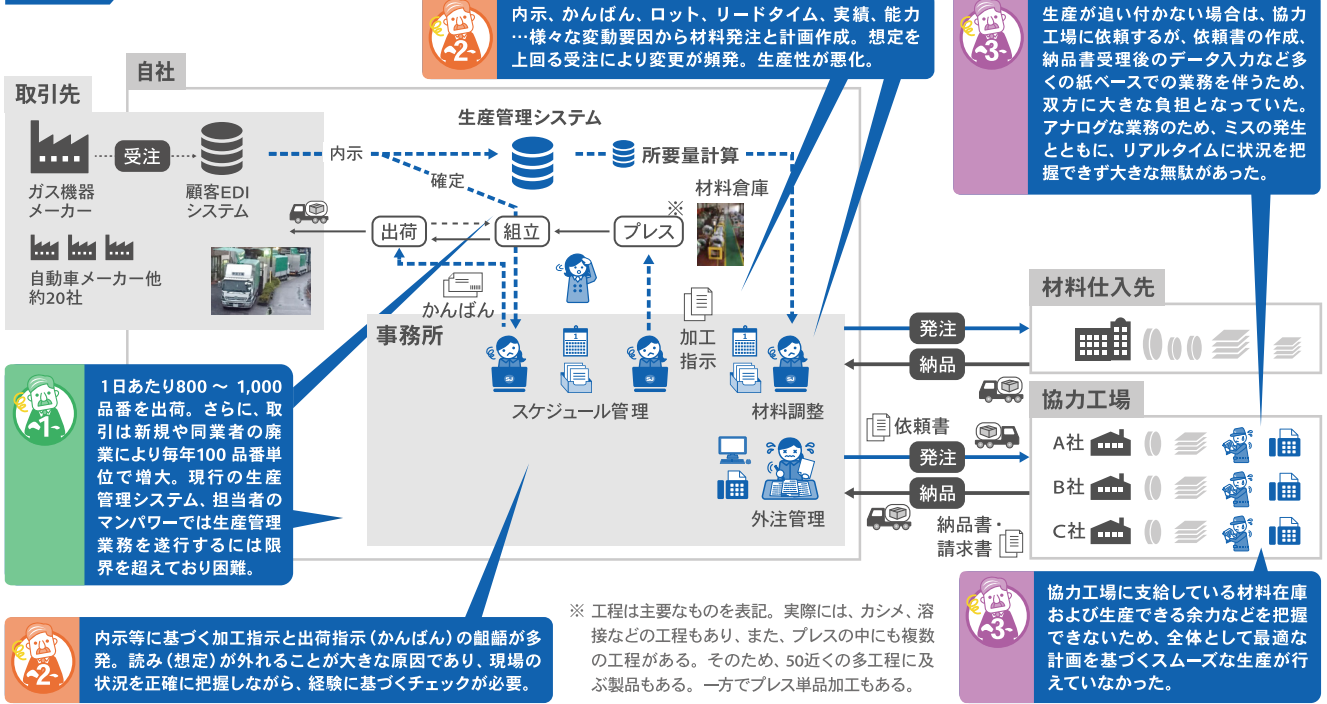 2
内示、かんばん、ロット、リードタイム、実績、能力
…様々な変動要因から材料発注と計画作成。想定を
上回る受注により変更が頻発。生産性が悪化。
3
生産が追い付かない場合は、協力
工場に依頼するが、依頼書の作成、
納品書受理後のデータ入力など多
くの紙ベースでの業務を伴うため、
双方に大きな負担となっていた。
アナログな業務のため、ミスの発生
とともに、リアルタイムに状況を把
握できず大きな無駄があった。
取引先
自社
受注
ガス機器
メーカー
顧客EDI
システム
自動車メーカー他
約20社
内示
確定
生産管理システム
所要量計算
材料倉庫
出荷
組立
プレス
※
かんばん
事務所
加工
指示
1
1
SJ
SJ
SJ
スケジュール管理
材料調整
外注管理
発注
納品
材料仕入先
依頼書
発注
納品
納品書・
請求書
協力工場
A社
B社
C社
1
1日あたり800 ～ 1,000
品番を出荷。さらに、取
引は新規や同業者の廃
業により毎年100 品番単
位で増大。現行の生産
管理システム、担当者の
マンパワーでは生産管理
業務を遂行するには限
界を超えており困難。
2
内示等に基づく加工指示と出荷指示（かんばん）の齟齬が多
発。読み（想定）が外れることが大きな原因であり、現場の
状況を正確に把握しながら、経験に基づくチェックが必要。
※ 工程は主要なものを表記。実際には、カシメ、溶
接などの工程もあり、また、プレスの中にも複数
の工程がある。そのため、50近くの多工程に及
ぶ製品もある。一方でプレス単品加工もある。
3
協力工場に支給している材料在庫
および生産できる余力などを把握
できないため、全体として最適な
計画を基づくスムーズな生産が行
えていなかった。